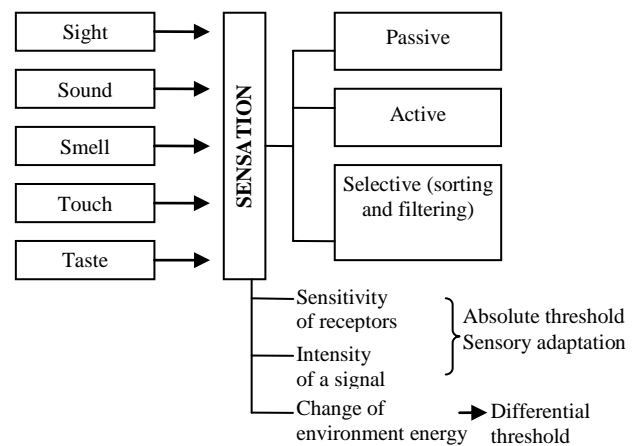 Sight
Sound
Smell
Touch
Taste
SENSATION
Passive
Active
Selective (sorting
and filtering)
Sensitivity
of receptors
Intensity
of a signal
Absolute threshold
Sensory adaptation
Change of
environment energy
Differential
threshold